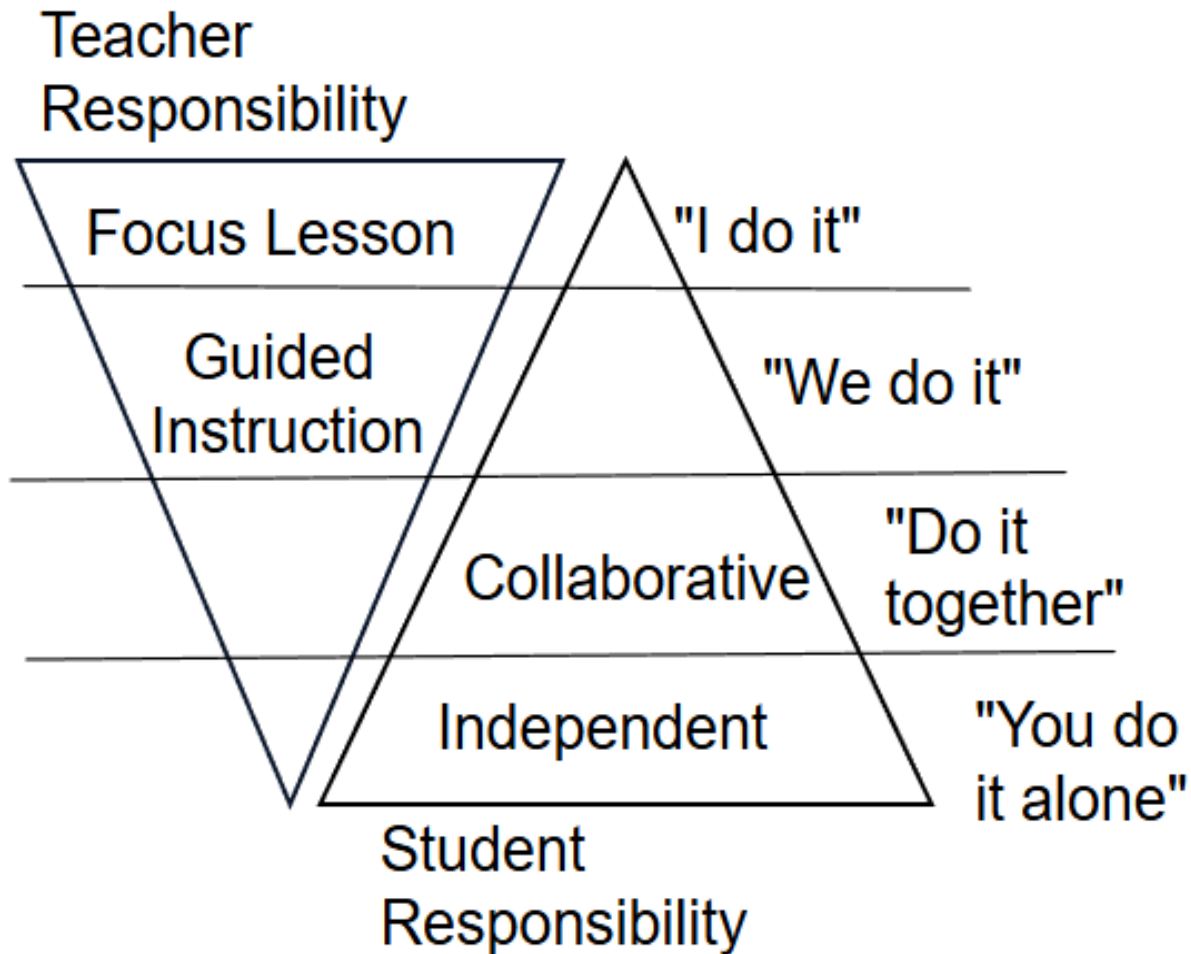 Teacher
Responsibility
Focus Lesson
"I do it"
Guided
Instruction
"We do it"
Collaborative
"Do it
together"
Independent
"You do
it alone"
Student
Responsibility